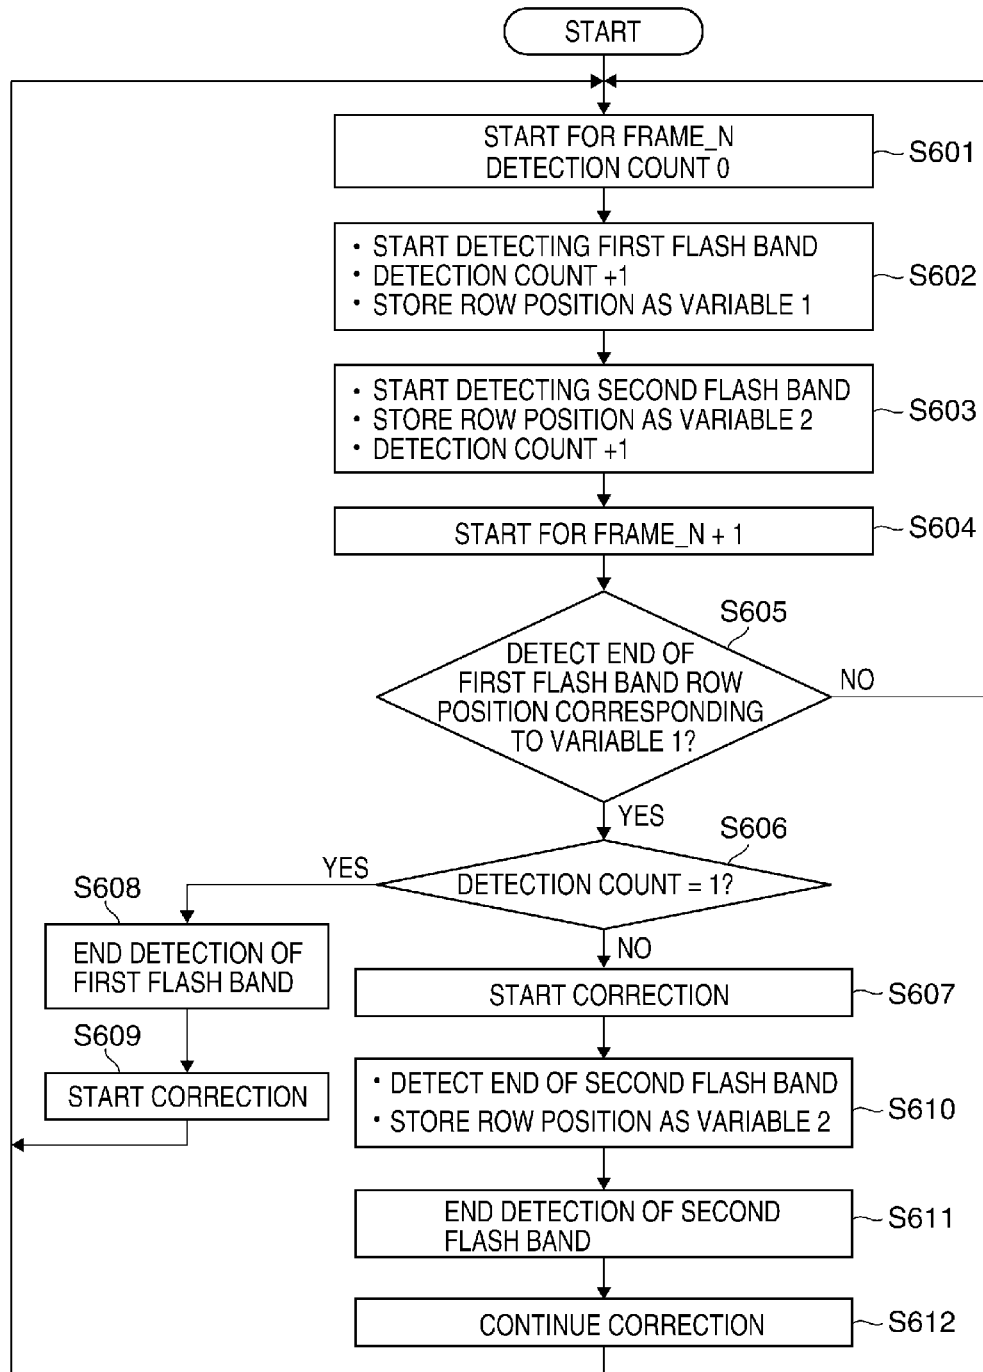 START
START FOR FRAME_N
DETECTION COUNT 0
S601
• START DETECTING FIRST FLASH BAND
• DETECTION COUNT +1
• STORE ROW POSITION AS VARIABLE 1
S602
• START DETECTING SECOND FLASH BAND
• STORE ROW POSITION AS VARIABLE 2
• DETECTION COUNT +1
S603
START FOR FRAME_N + 1
S604
S605
DETECT END OF
FIRST FLASH BAND ROW
POSITION CORRESPONDING
TO VARIABLE 1?
NO
YES
S606
DETECTION COUNT = 1?
YES
NO
S608
END DETECTION OF
FIRST FLASH BAND
S609
START CORRECTION
START CORRECTION
S607
• DETECT END OF SECOND FLASH BAND
• STORE ROW POSITION AS VARIABLE 2
S610
END DETECTION OF SECOND
FLASH BAND
S611
CONTINUE CORRECTION
S612